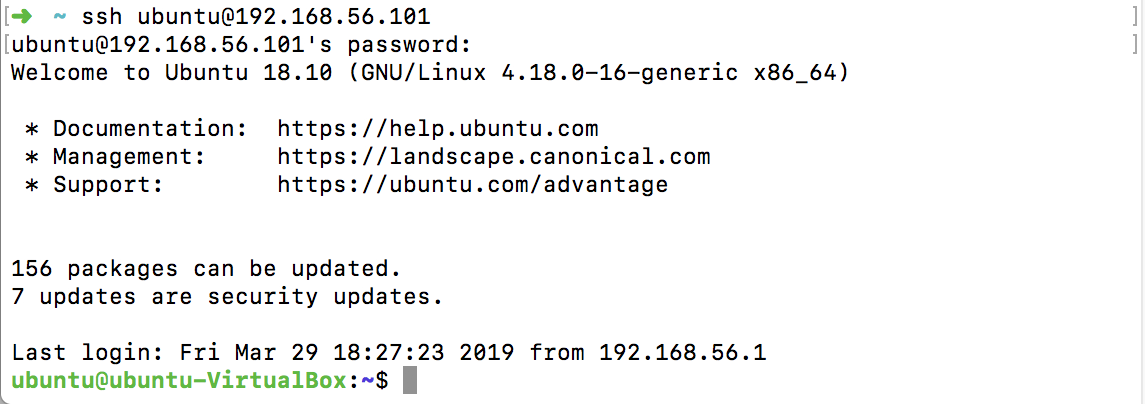 [➜  ~ ssh ubuntu@192.168.56.101 ]
[ubuntu@192.168.56.101's password: ]
Welcome to Ubuntu 18.10 (GNU/Linux 4.18.0-16-generic x86_64)
 * Documentation:  https://help.ubuntu.com
 * Management:     https://landscape.canonical.com
 * Support:        https://ubuntu.com/advantage
156 packages can be updated.
7 updates are security updates.
Last login: Fri Mar 29 18:27:23 2019 from 192.168.56.1
ubuntu@ubuntu-VirtualBox:~$